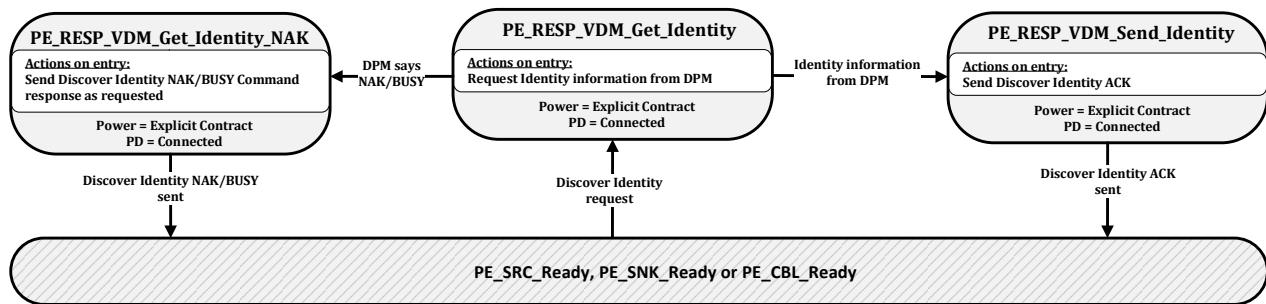 PE_RESP_VDM_Get_Identity_NAK
Actions on entry:
Send Discover Identity NAK/BUSY Command
response as requested
Power = Explicit Contract
PD = Connected
DPM says
NAK/BUSY
PE_RESP_VDM_Get_Identity
Actions on entry:
Request Identity information from DPM
Power = Explicit Contract
PD = Connected
Identity information
from DPM
PE_RESP_VDM_Send_Identity
Actions on entry:
Send Discover Identity ACK
Power = Explicit Contract
PD = Connected
Discover Identity NAK/BUSY
sent
Discover Identity
request
Discover Identity ACK
sent
PE_SRC_Ready, PE_SNK_Ready or PE_CBL_Ready